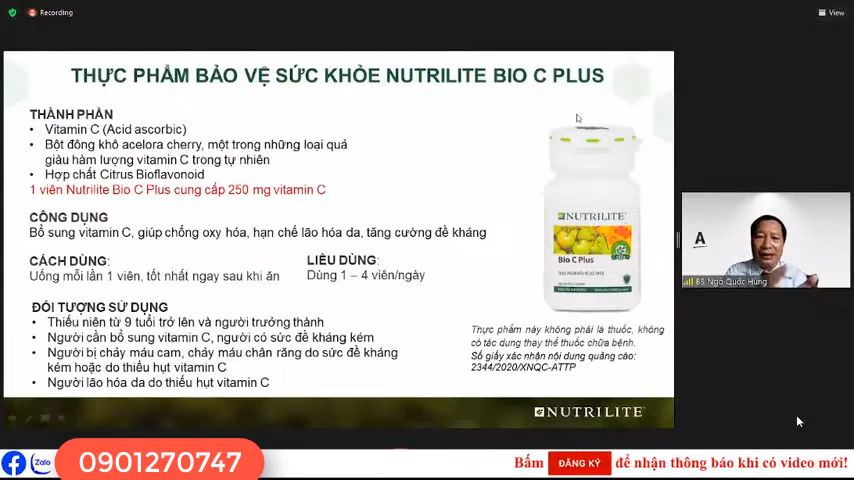 Recording
View
THỰC PHẨM BẢO VỆ SỨC KHỎE NUTRILITE BIO C PLUS
THÀNH PHẦN
• Vitamin C (Acid ascorbic)
• Bột đông khô acelora cherry, một trong những loại quả
giàu hàm lượng vitamin C trong tự nhiên
• Hợp chất Citrus Bioflavonoid
1 viên Nutrilite Bio C Plus cung cấp 250 mg vitamin C
CÔNG DỤNG
Bổ sung vitamin C, giúp chống oxy hóa, hạn chế lão hóa da, tăng cường đề kháng
CÁCH DÙNG:
Uống mỗi lần 1 viên, tốt nhất ngay sau khi ăn
LIỀU DÙNG:
Dùng 1 – 4 viên/ngày
ĐỐI TƯỢNG SỬ DỤNG
• Thiếu niên từ 9 tuổi trở lên và người trưởng thành
• Người cần bổ sung vitamin C, người có sức đề kháng kém
• Người bị chảy máu cam, chảy máu chân răng do sức đề kháng
kém hoặc do thiếu hụt vitamin C
• Người lão hóa da do thiếu hụt vitamin C
NUTRILITE
Bio C Plus
Thực phẩm này không phải là thuốc, không
có tác dụng thay thế thuốc chữa bệnh.
Số giấy xác nhận nội dung quảng cáo:
2344/2020/XNQC-ATTP
NUTRILITE
A
BS Ngô Quốc Hùng
Zalo
0901270747
Bấm ĐĂNG KÝ để nhận thông báo khi có video mới!